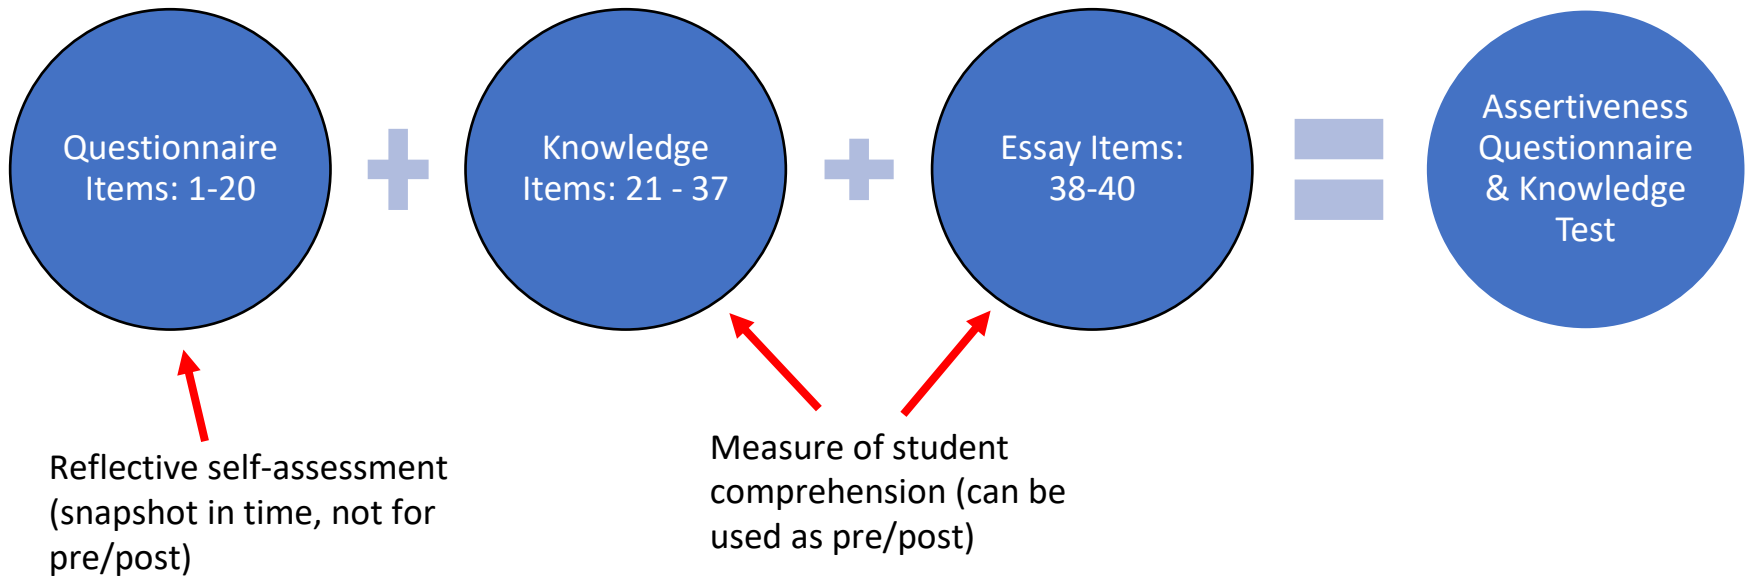 Questionnaire
Items: 1-20
Knowledge
Items: 21 - 37
Essay Items:
38-40
Assertiveness
Questionnaire
& Knowledge
Test
Reflective self-assessment
(snapshot in time, not for
pre/post)
Measure of student
comprehension (can be
used as pre/post)